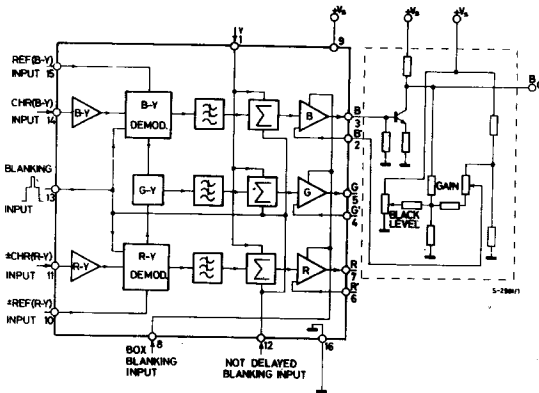 +Vs
+Vs
+Vs
Y
1
9
REF(B-Y)
INPUT 15
CHR(B-Y)
INPUT 14
B-Y
B-Y
DEMOD.
Σ
B
B
3
B'
2
B
BLANKING
13
INPUT
G-Y
Σ
G
G
5
G'
4
GAIN
BLACK
LEVEL
±CHR(R-Y)
INPUT 11
R-Y
R-Y
DEMOD.
Σ
R
R
7
R'
6
±REF(R-Y)
INPUT 10
8
BOX
BLANKING
INPUT
12
NOT DELAYED
BLANKING INPUT
16